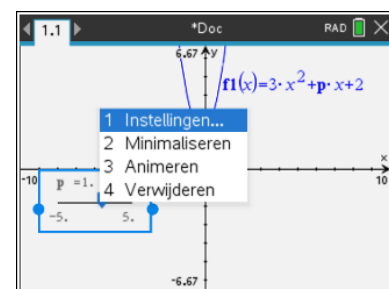 1.1 *Doc RAD
6.67 y
f1(x)=3·x²+p·x+2
1 Instellingen...
2 Minimaliseren
3 Animeren
4 Verwijderen
x
-10 10
p =1.
-5. 5.
-6.67